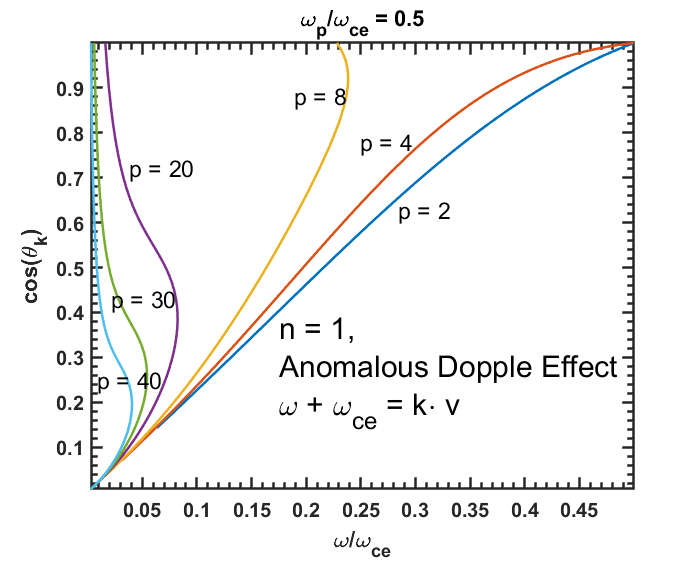 ωp/ωce = 0.5
0.9
0.8
0.7
0.6
0.5
0.4
0.3
0.2
0.1
cos(θk)
p = 8
p = 4
p = 20
p = 2
p = 30
p = 40
n = 1,
Anomalous Dopple Effect
ω + ωce = k· v
0.05 0.1 0.15 0.2 0.25 0.3 0.35 0.4 0.45
ω/ωce